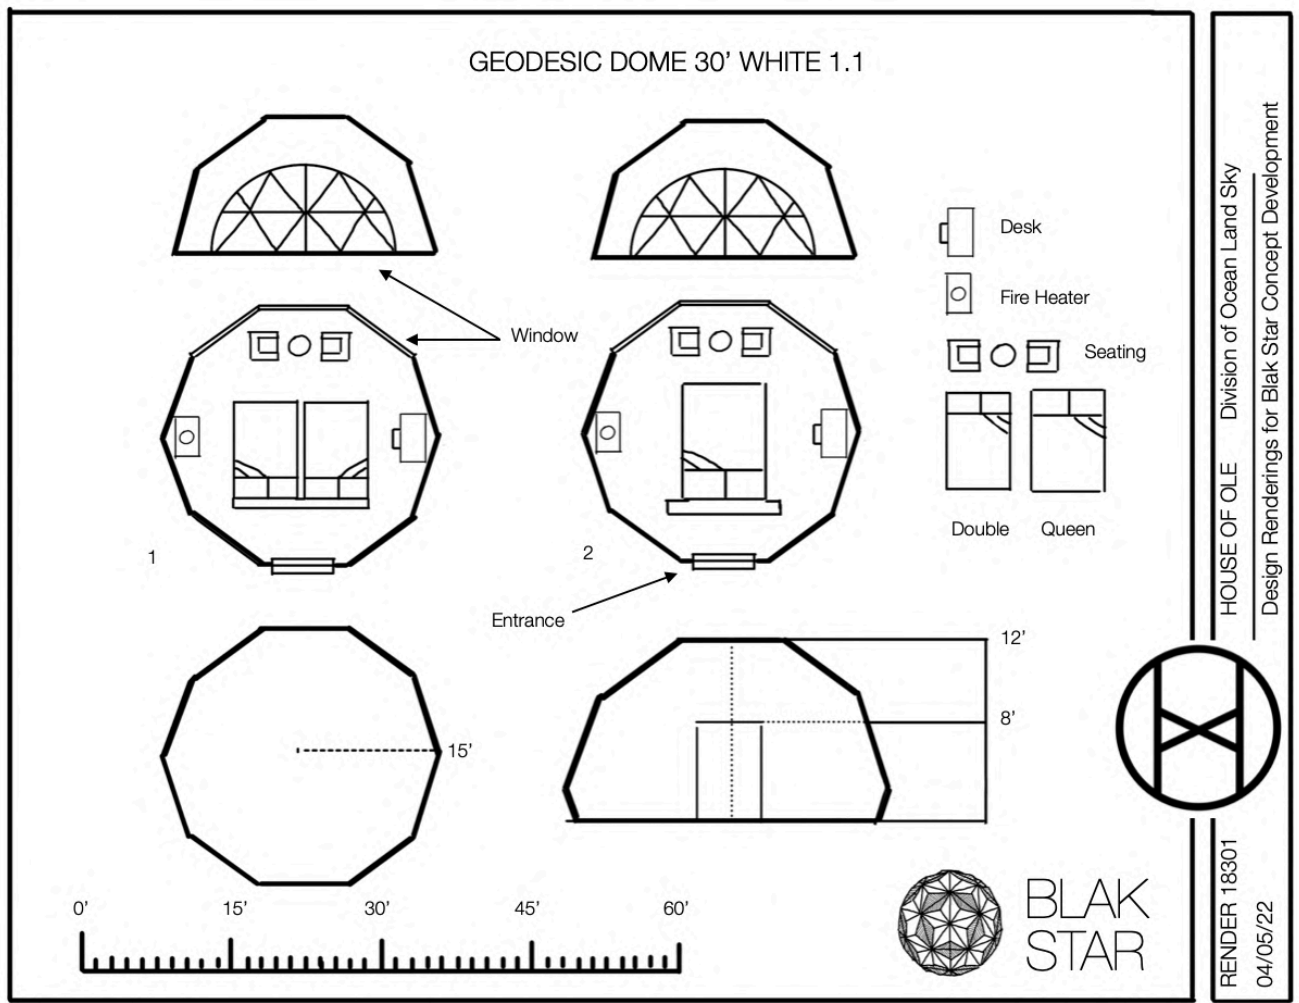 GEODESIC DOME 30’ WHITE 1.1
Desk
Fire Heater
Window
Seating
Double
Queen
1
2
Entrance
12’
8’
15’
0’
15’
30’
45’
60’
BLAK
STAR
HOUSE OF OLE
Division of Ocean Land Sky
Design Renderings for Blak Star Concept Development
RENDER 18301
04/05/22